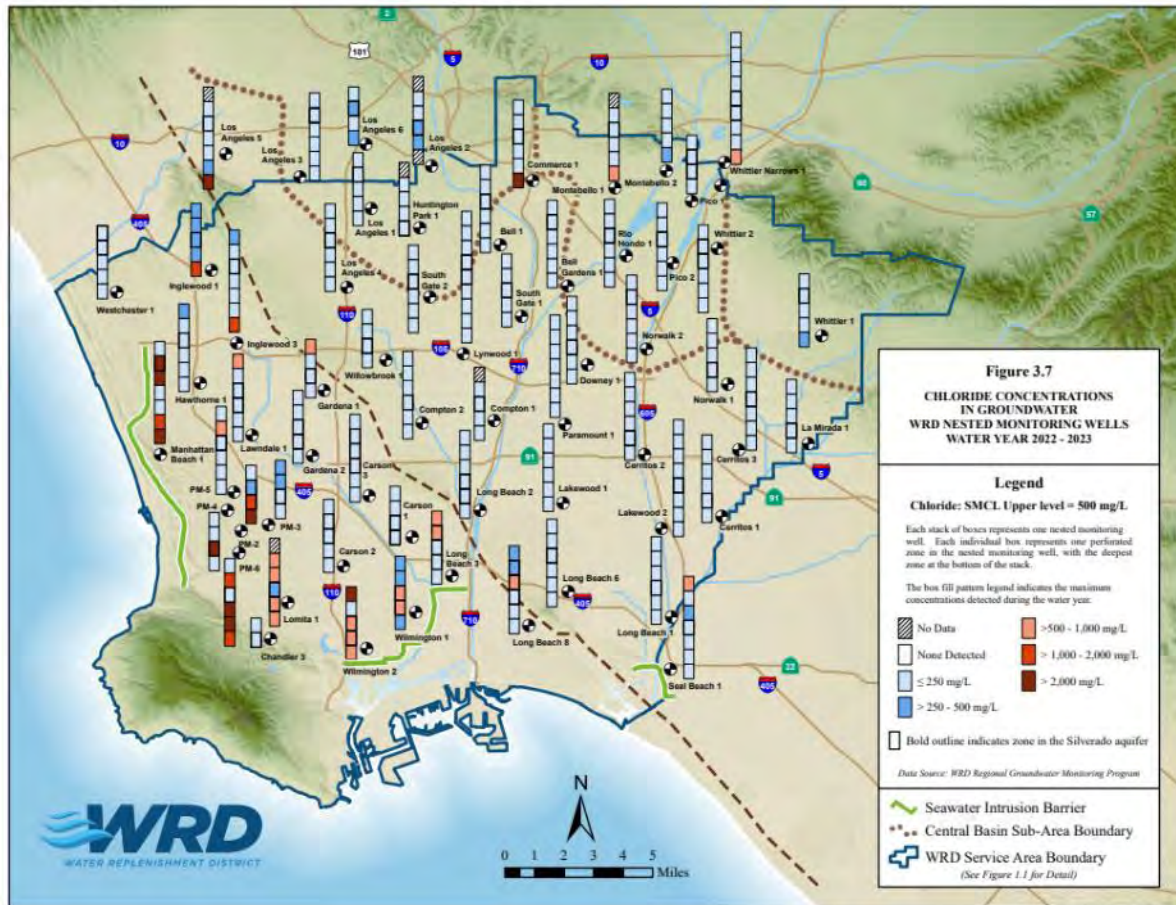 2
101
5
10
Los
Angeles 5
Los
Angeles 6
Los
Angeles 2
10
Los
Angeles 3
Commerce 1
Montebello 1
Montebello 2
Whittier Narrows 1
Pico 1
60
57
405
Huntington
Park 1
Los
Angeles 1
Bell 1
Rio
Hondo 1
Whittier 2
Inglewood 1
Westchester 1
Los
Angeles 4
South
Gate 2
Bell
Gardens 1
Pico 2
South
Gate 1
110
5
Whittier 1
Inglewood 3
105
Willowbrook 1
Lynwood 1
710
Norwalk 2
Hawthorne 1
Gardena 1
Downey 1
Norwalk 1
Compton 2
Compton 1
605
Lawndale 1
Paramount 1
La Mirada 1
Manhattan
Beach 1
Gardena 2
Carson
3
91
Cerritos 2
Cerritos 3
5
PM-5
405
91
PM-4
PM-3
Long Beach 2
Lakewood 1
Carson
1
Lakewood 2
Cerritos 1
PM-2
PM-6
Carson 2
Long
Beach 3
Lomita 1
110
Long Beach 6
405
Chandler 3
Wilmington 1
710
Long Beach 8
Long Beach 1
Wilmington 2
Seal Beach 1
22
405
Figure 3.7
CHLORIDE CONCENTRATIONS
IN GROUNDWATER
WRD NESTED MONITORING WELLS
WATER YEAR 2022 - 2023
Legend
Chloride: SMCL Upper level = 500 mg/L
Each stack of boxes represents one nested monitoring
well. Each individual box represents one perforated
zone in the nested monitoring well, with the deepest
zone at the bottom of the stack.
The box fill pattern legend indicates the maximum
concentrations detected during the water year.
No Data
>500 - 1,000 mg/L
None Detected
> 1,000 - 2,000 mg/L
≤ 250 mg/L
> 2,000 mg/L
> 250 - 500 mg/L
Bold outline indicates zone in the Silverado aquifer
Data Source: WRD Regional Groundwater Monitoring Program
Seawater Intrusion Barrier
Central Basin Sub-Area Boundary
WRD Service Area Boundary
(See Figure 1.1 for Detail)
WRD
WATER REPLENISHMENT DISTRICT
N
0 1 2 3 4 5
Miles